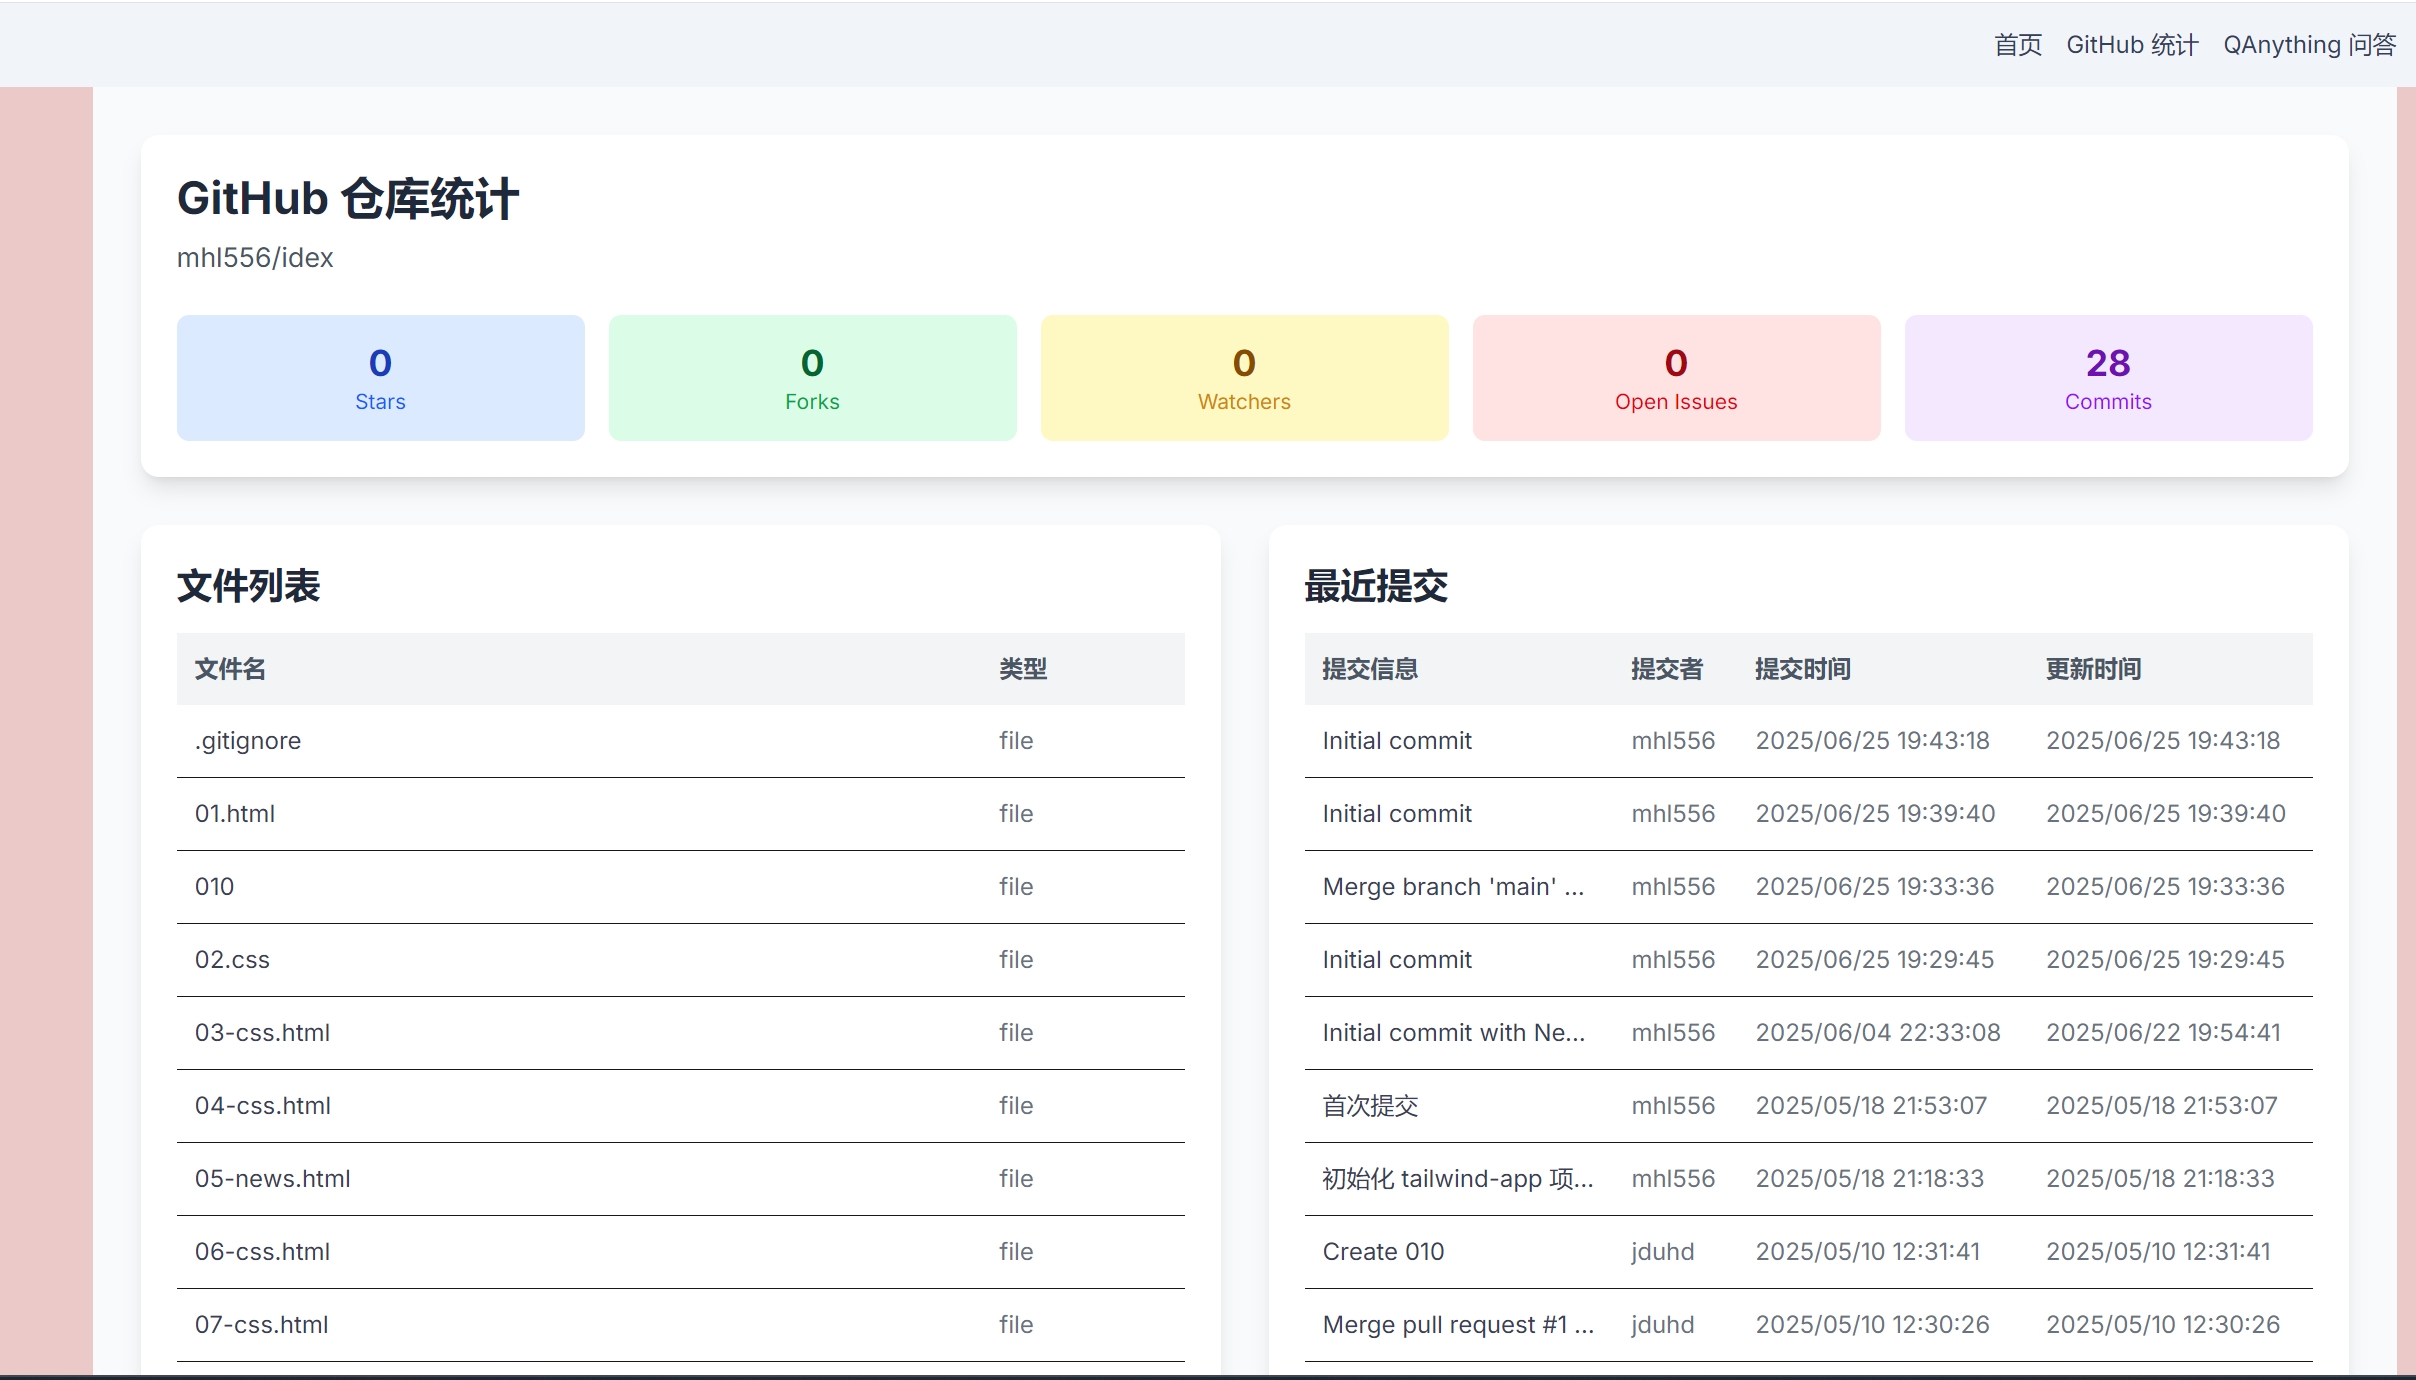 首页 GitHub 统计 QAnything 问答
GitHub 仓库统计
mhl556/idex
0 0 0 0 28
Stars Forks Watchers Open Issues Commits
文件列表
文件名 类型
.gitignore file
01.html file
010 file
02.css file
03-css.html file
04-css.html file
05-news.html file
06-css.html file
07-css.html file
最近提交
提交信息 提交者 提交时间 更新时间
Initial commit mhl556 2025/06/25 19:43:18 2025/06/25 19:43:18
Initial commit mhl556 2025/06/25 19:39:40 2025/06/25 19:39:40
Merge branch 'main' ... mhl556 2025/06/25 19:33:36 2025/06/25 19:33:36
Initial commit mhl556 2025/06/25 19:29:45 2025/06/25 19:29:45
Initial commit with Ne... mhl556 2025/06/04 22:33:08 2025/06/22 19:54:41
首次提交 mhl556 2025/05/18 21:53:07 2025/05/18 21:53:07
初始化 tailwind-app 项... mhl556 2025/05/18 21:18:33 2025/05/18 21:18:33
Create 010 jduhd 2025/05/10 12:31:41 2025/05/10 12:31:41
Merge pull request #1 ... jduhd 2025/05/10 12:30:26 2025/05/10 12:30:26